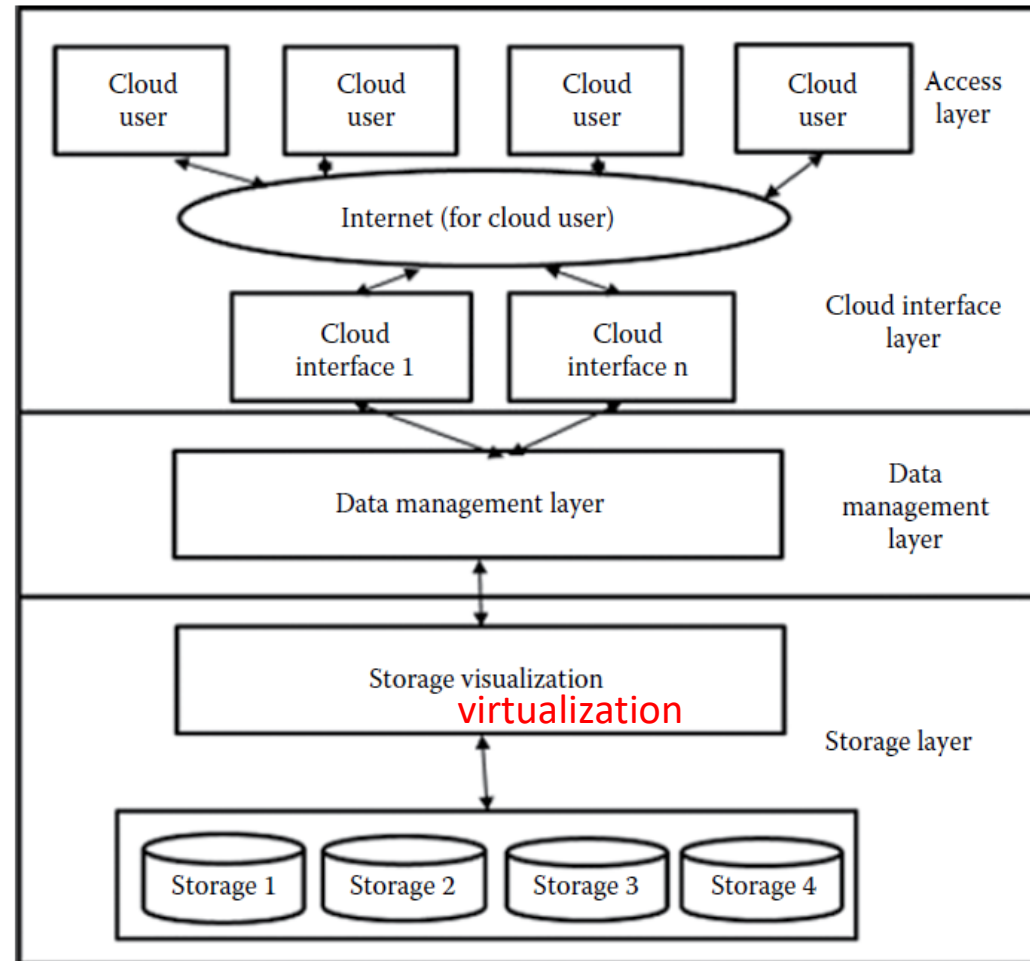 Cloud
user
Cloud
user
Cloud
user
Cloud
user
Access
layer
Internet (for cloud user)
Cloud interface
layer
Cloud
interface 1
Cloud
interface n
Data management layer
Data
management
layer
Storage visualization
virtualization
Storage layer
Storage 1
Storage 2
Storage 3
Storage 4